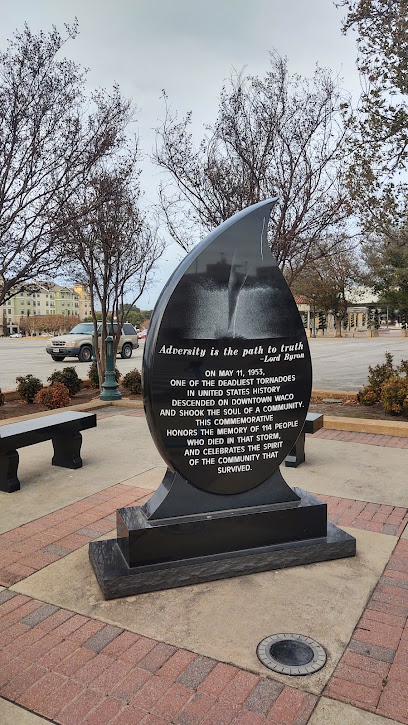 Adversity is the path to truth
-Lord Byron
ON MAY 11, 1953,
ONE OF THE DEADLIEST TORNADOES
IN UNITED STATES HISTORY
DESCENDED ON DOWNTOWN WACO
AND SHOOK THE SOUL OF A COMMUNITY.
THIS COMMEMORATIVE
HONORS THE MEMORY OF 114 PEOPLE
WHO DIED IN THAT STORM,
AND CELEBRATES THE SPIRIT
OF THE COMMUNITY THAT
SURVIVED.